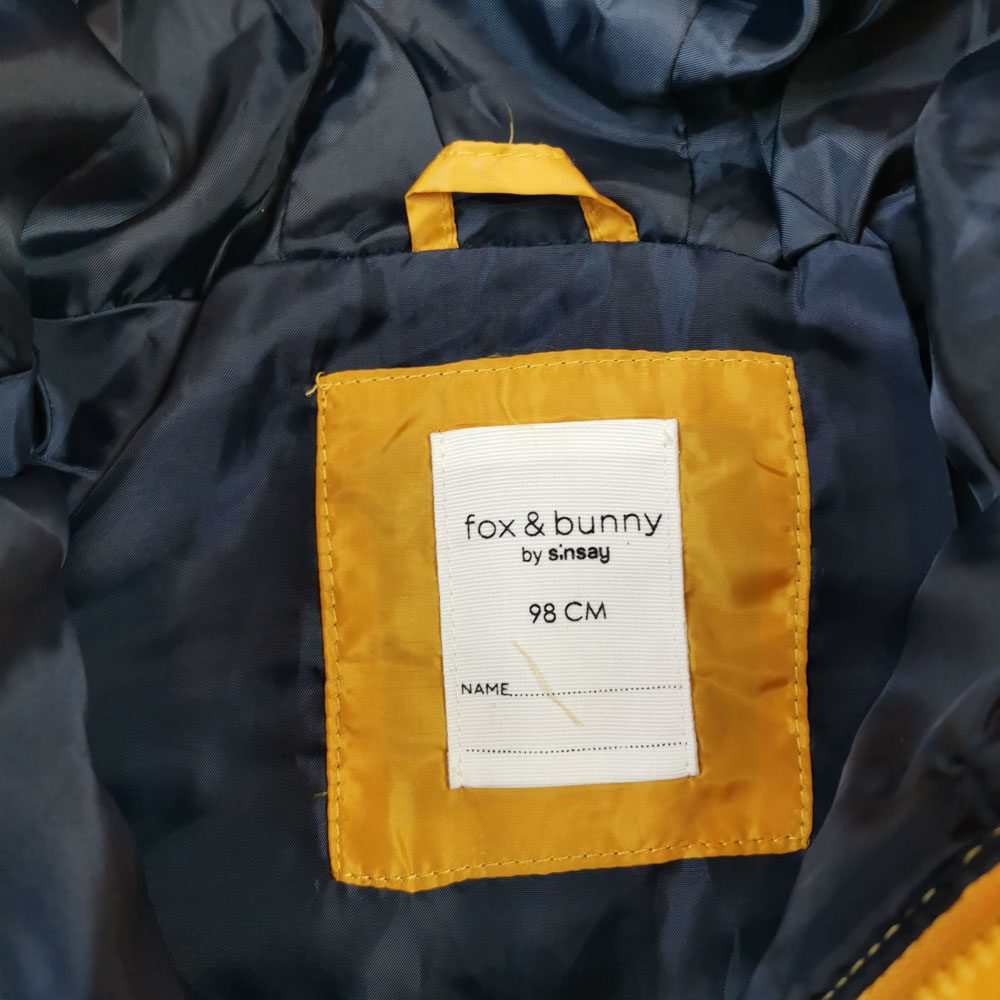 fox & bunny
by sinsay
98 CM
NAME